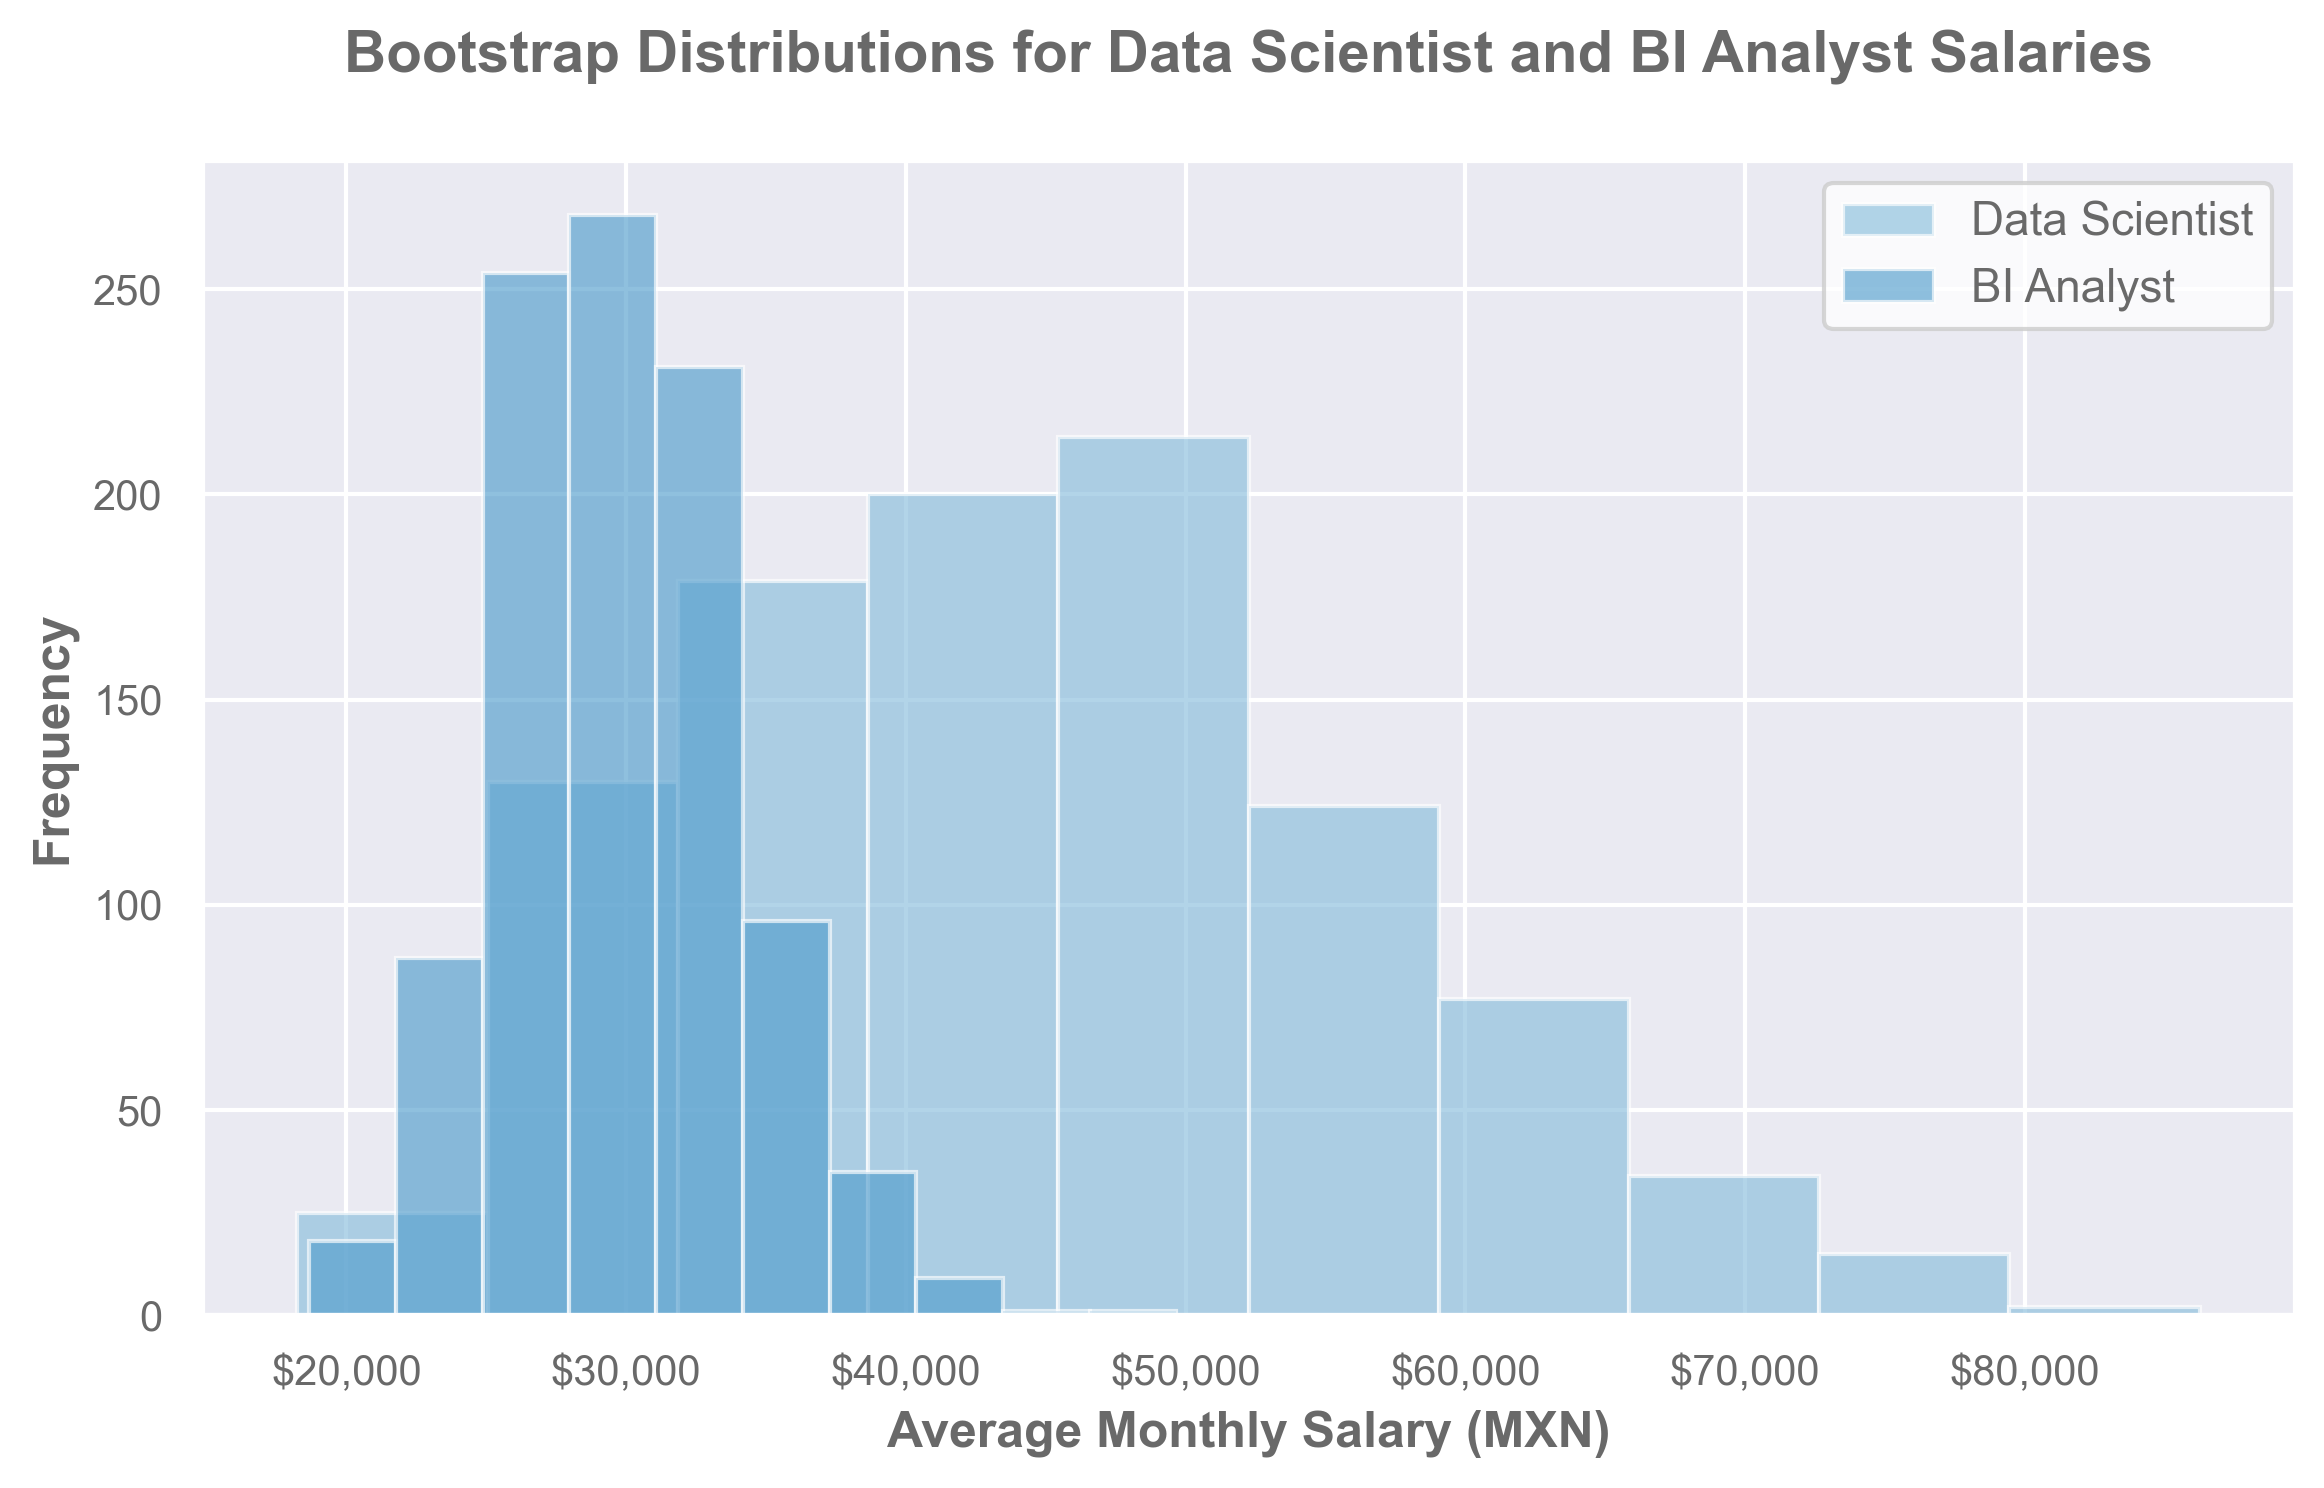 Bootstrap Distributions for Data Scientist and BI Analyst Salaries
Data Scientist
BI Analyst
Frequency
250
200
150
100
50
0
$20,000 $30,000 $40,000 $50,000 $60,000 $70,000 $80,000
Average Monthly Salary (MXN)